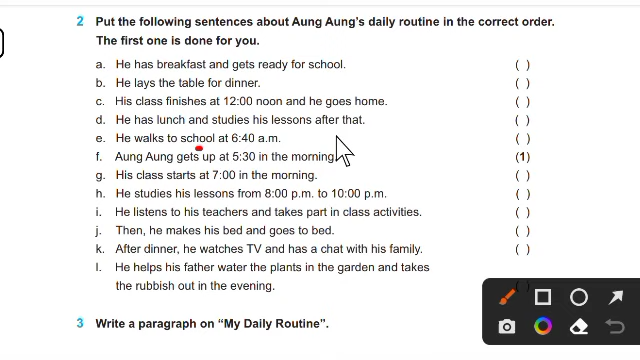 2 Put the following sentences about Aung Aung's daily routine in the correct order.
The first one is done for you.
a. He has breakfast and gets ready for school. ( )
b. He lays the table for dinner. ( )
c. His class finishes at 12:00 noon and he goes home. ( )
d. He has lunch and studies his lessons after that. ( )
e. He walks to school at 6:40 a.m. ( )
f. Aung Aung gets up at 5:30 in the morning. (1)
g. His class starts at 7:00 in the morning. ( )
h. He studies his lessons from 8:00 p.m. to 10:00 p.m. ( )
i. He listens to his teachers and takes part in class activities. ( )
j. Then, he makes his bed and goes to bed. ( )
k. After dinner, he watches TV and has a chat with his family. ( )
l. He helps his father water the plants in the garden and takes
the rubbish out in the evening. ( )
3 Write a paragraph on "My Daily Routine".